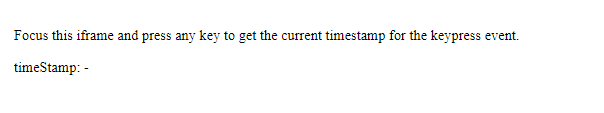 Focus this iframe and press any key to get the current timestamp for the keypress event.
timeStamp: -